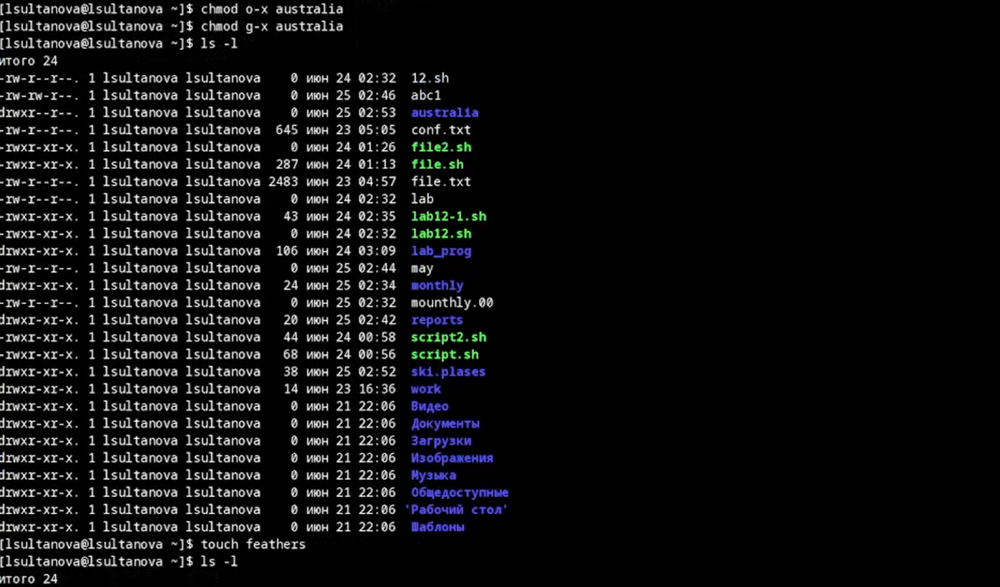 [lsultanova@lsultanova ~]$ chmod o-x australia
[lsultanova@lsultanova ~]$ chmod g-x australia
[lsultanova@lsultanova ~]$ ls -l
итого 24
-rw-r--r--. 1 lsultanova lsultanova    0 июн 24 02:32  12.sh
-rw-rw-r--. 1 lsultanova lsultanova    0 июн 25 02:46  abc1
drwxr--r--. 1 lsultanova lsultanova    0 июн 25 02:53  australia
-rw-r--r--. 1 lsultanova lsultanova  645 июн 23 05:05  conf.txt
-rwxr-xr-x. 1 lsultanova lsultanova    0 июн 24 01:26  file2.sh
-rwxr-xr-x. 1 lsultanova lsultanova  287 июн 24 01:13  file.sh
-rw-r--r--. 1 lsultanova lsultanova 2483 июн 23 04:57  file.txt
-rw-r--r--. 1 lsultanova lsultanova    0 июн 24 02:32  lab
-rwxr-xr-x. 1 lsultanova lsultanova   43 июн 24 02:35  lab12-1.sh
-rwxr-xr-x. 1 lsultanova lsultanova    0 июн 24 02:32  lab12.sh
drwxr-xr-x. 1 lsultanova lsultanova  106 июн 24 03:09  lab_prog
-rw-r--r--. 1 lsultanova lsultanova    0 июн 25 02:44  may
drwxr-xr-x. 1 lsultanova lsultanova   24 июн 25 02:34  monthly
-rw-r--r--. 1 lsultanova lsultanova    0 июн 25 02:32  mounthly.00
drwxr-xr-x. 1 lsultanova lsultanova   20 июн 25 02:42  reports
-rwxr-xr-x. 1 lsultanova lsultanova   44 июн 24 00:58  script2.sh
-rwxr-xr-x. 1 lsultanova lsultanova   68 июн 24 00:56  script.sh
drwxr-xr-x. 1 lsultanova lsultanova   38 июн 25 02:52  ski.plases
drwxr-xr-x. 1 lsultanova lsultanova   14 июн 23 16:36  work
drwxr-xr-x. 1 lsultanova lsultanova    0 июн 21 22:06  Видео
drwxr-xr-x. 1 lsultanova lsultanova    0 июн 21 22:06  Документы
drwxr-xr-x. 1 lsultanova lsultanova    0 июн 21 22:06  Загрузки
drwxr-xr-x. 1 lsultanova lsultanova    0 июн 21 22:06  Изображения
drwxr-xr-x. 1 lsultanova lsultanova    0 июн 21 22:06  Музыка
drwxr-xr-x. 1 lsultanova lsultanova    0 июн 21 22:06  Общедоступные
drwxr-xr-x. 1 lsultanova lsultanova    0 июн 21 22:06 'Рабочий стол'
drwxr-xr-x. 1 lsultanova lsultanova    0 июн 21 22:06  Шаблоны
[lsultanova@lsultanova ~]$ touch feathers
[lsultanova@lsultanova ~]$ ls -l
итого 24